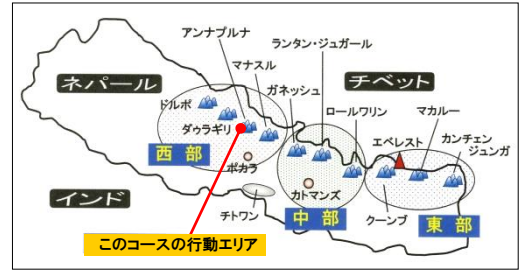 アンナプルナ
ランタン・ジュガール
マナスル
ネパール
ガネッシュ
チベット
ドルポ
ロールワリン
マカルー
ダウラギリ
エベレスト
カンチェン
ジュンガ
西部
ポカラ
カトマンズ
クーンブ
インド
チトワン
中部
東部
このコースの行動エリア